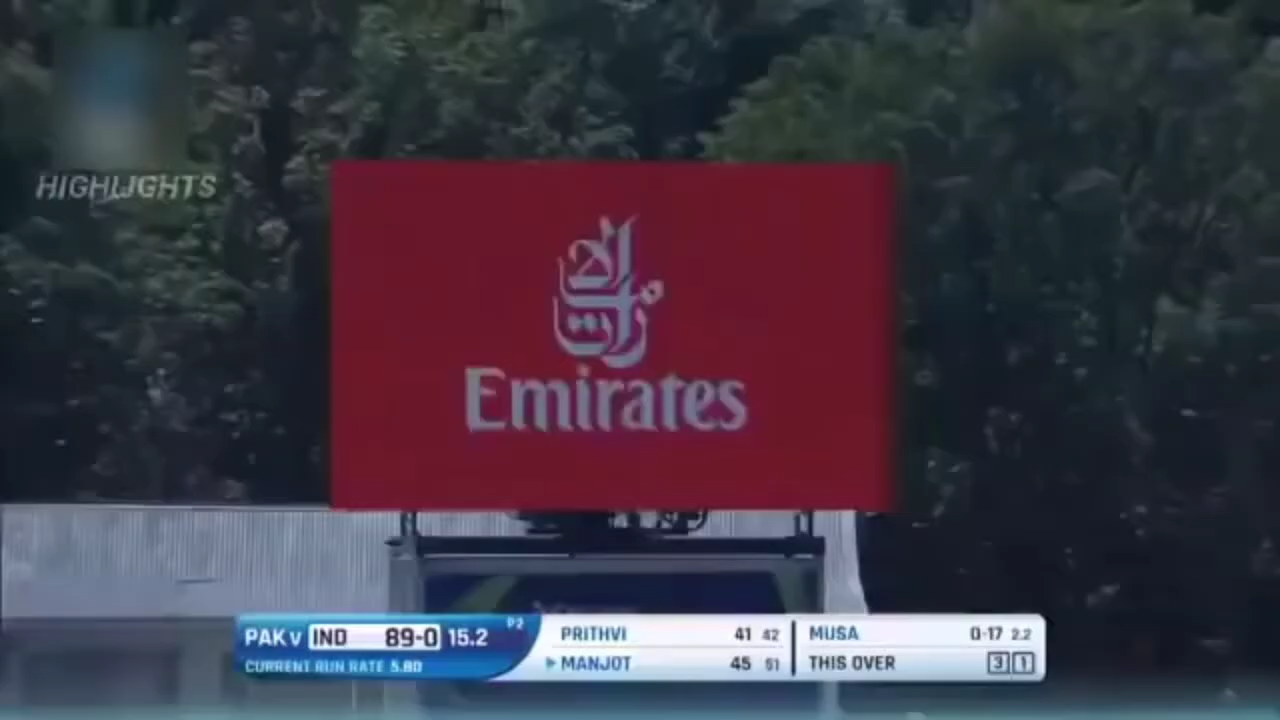 HIGHLIGHTS
الإمارات
Emirates
PAK v IND 89-0 15.2 P2
CURRENT RUN RATE 5.80
PRITHVI 41 42
MANJOT 45 51
MUSA 0-17 2.2
THIS OVER 3 1